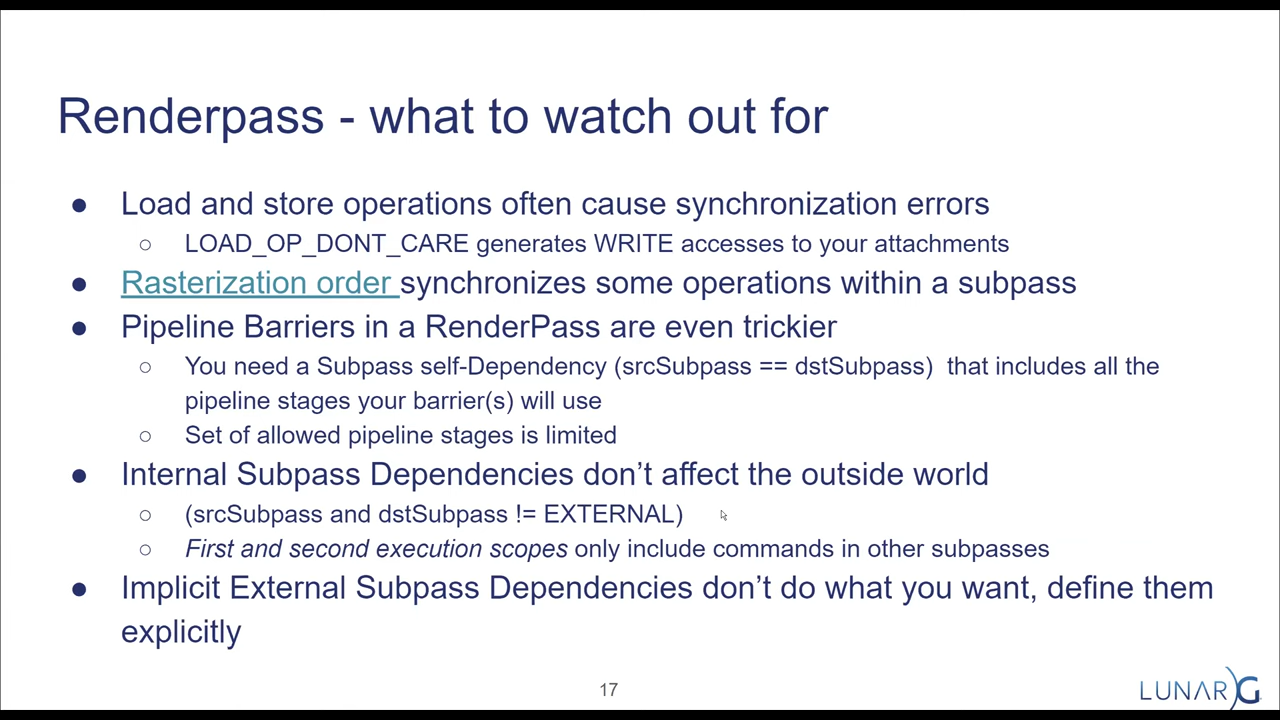 Renderpass - what to watch out for
● Load and store operations often cause synchronization errors
○ LOAD_OP_DONT_CARE generates WRITE accesses to your attachments
● Rasterization order synchronizes some operations within a subpass
● Pipeline Barriers in a RenderPass are even trickier
○ You need a Subpass self-Dependency (srcSubpass == dstSubpass) that includes all the
pipeline stages your barrier(s) will use
○ Set of allowed pipeline stages is limited
● Internal Subpass Dependencies don’t affect the outside world
○ (srcSubpass and dstSubpass != EXTERNAL)
○ First and second execution scopes only include commands in other subpasses
● Implicit External Subpass Dependencies don’t do what you want, define them
explicitly
17
LUNAR)G